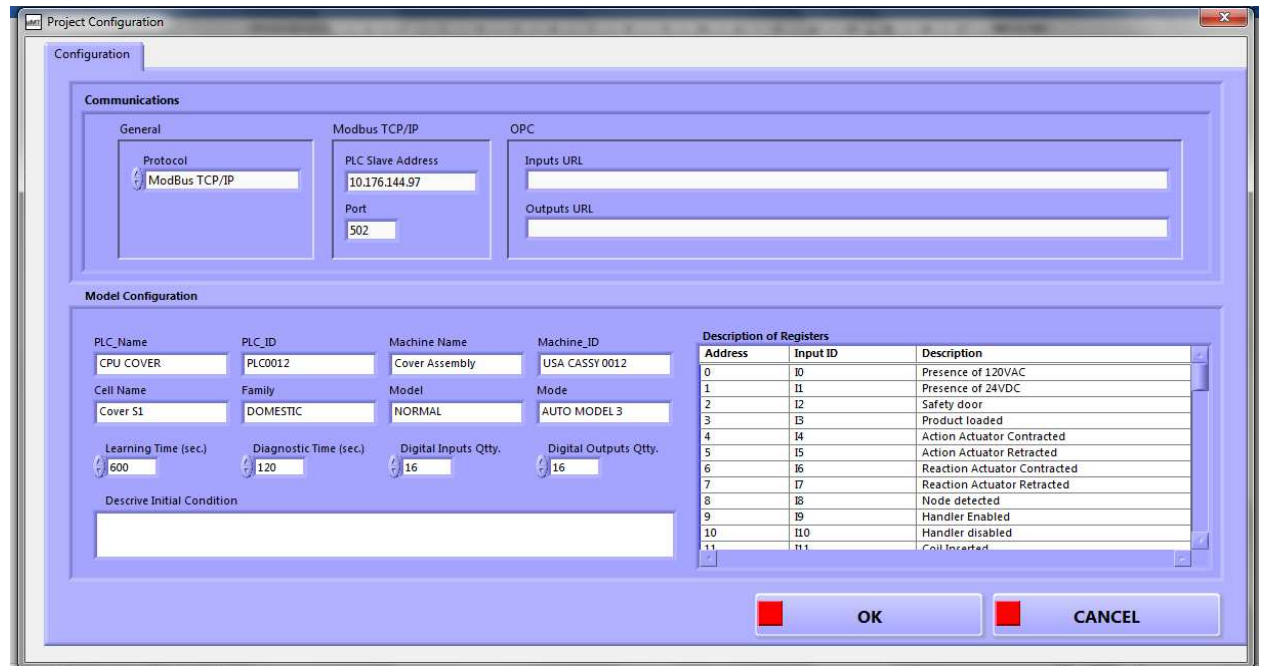 Project Configuration
Configuration
Communications
General
Protocol
ModBus TCP/IP
Modbus TCP/IP
PLC Slave Address
10.176.144.97
Port
502
OPC
Inputs URL
Outputs URL
Model Configuration
PLC_Name PLC_ID Machine Name Machine_ID
CPU COVER PLC0012 Cover Assembly USA CASSY 0012
Cell Name Family Model Mode
Cover S1 DOMESTIC NORMAL AUTO MODEL 3
Learning Time (sec.) Diagnostic Time (sec.) Digital Inputs Qtty. Digital Outputs Qtty.
600 120 16 16
Descrive Initial Condition
Description of Registers
Address Input ID Description
0 I0 Presence of 120VAC
1 I1 Presence of 24VDC
2 I2 Safety door
3 I3 Product loaded
4 I4 Action Actuator Contracted
5 I5 Action Actuator Retracted
6 I6 Reaction Actuator Contracted
7 I7 Reaction Actuator Retracted
8 I8 Node detected
9 I9 Handler Enabled
10 I10 Handler disabled
11 I11 Coil Inserted
OK CANCEL